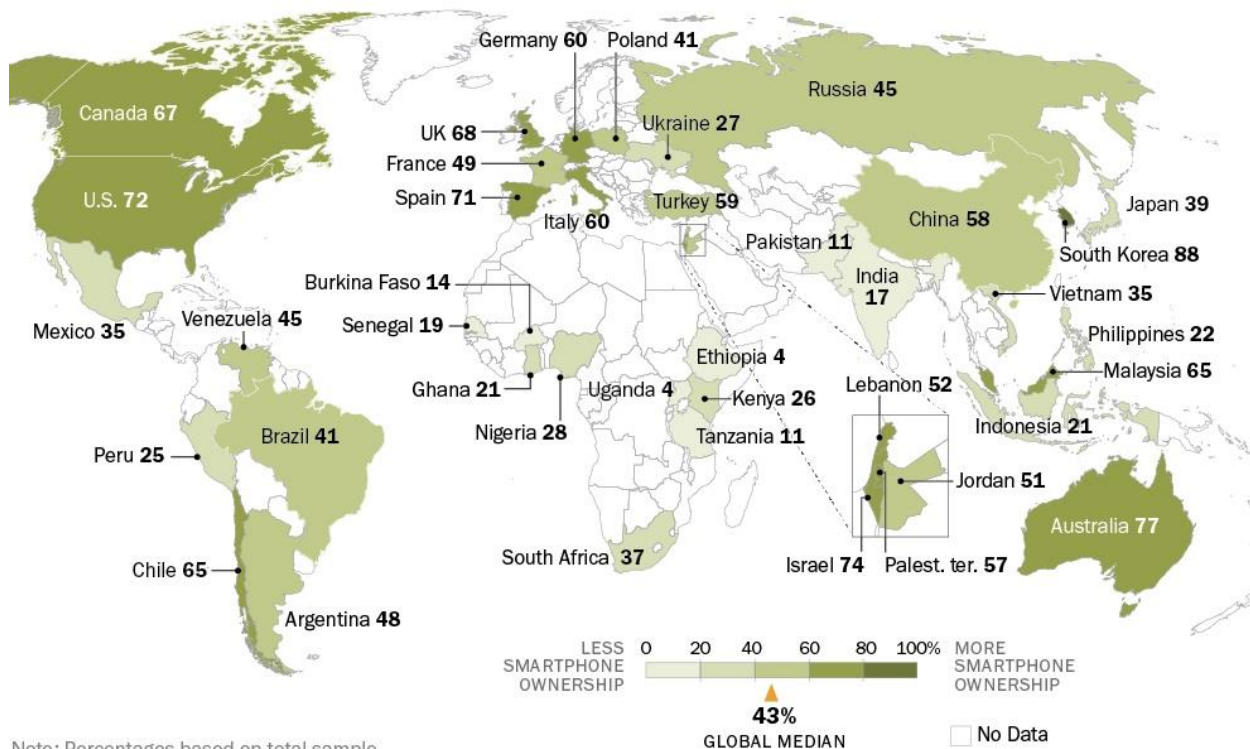 Germany 60
Poland 41
Russia 45
Canada 67
Ukraine 27
UK 68
France 49
U.S. 72
Spain 71
Italy 60
Turkey 59
China 58
Japan 39
Pakistan 11
South Korea 88
India
17
Burkina Faso 14
Vietnam 35
Senegal 19
Venezuela 45
Mexico 35
Philippines 22
Ethiopia 4
Malaysia 65
Ghana 21
Uganda 4
Lebanon 52
Kenya 26
Indonesia 21
Nigeria 28
Tanzania 11
Brazil 41
Peru 25
Jordan 51
Australia 77
South Africa 37
Israel 74
Palest. ter. 57
Chile 65
Argentina 48
LESS
SMARTPHONE
OWNERSHIP
0 20 40 60 80 100%
MORE
SMARTPHONE
OWNERSHIP
43%
GLOBAL MEDIAN
No Data
Note: Percentages based on total sample.